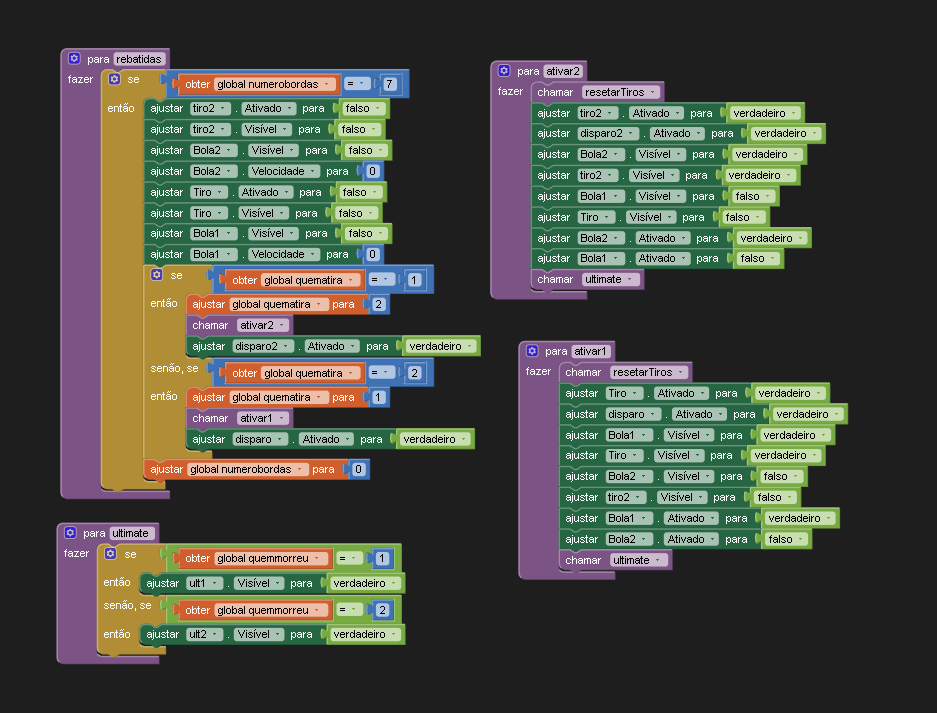 para rebatidas
fazer se obter global numerobordas = 7
então ajustar tiro2 . Ativado para falso
ajustar tiro2 . Visível para falso
ajustar Bola2 . Visível para falso
ajustar Bola2 . Velocidade para 0
ajustar Tiro . Ativado para falso
ajustar Tiro . Visível para falso
ajustar Bola1 . Visível para falso
ajustar Bola1 . Velocidade para 0
se obter global quematira = 1
então ajustar global quematira para 2
chamar ativar2
ajustar disparo2 . Ativado para verdadeiro
senão, se obter global quematira = 2
então ajustar global quematira para 1
chamar ativar1
ajustar disparo . Ativado para verdadeiro
ajustar global numerobordas para 0
para ultimate
fazer se obter global quemmorreu = 1
então ajustar ult1 . Visível para verdadeiro
senão, se obter global quemmorreu = 2
então ajustar ult2 . Visível para verdadeiro
para ativar2
fazer chamar resetarTiros
ajustar tiro2 . Ativado para verdadeiro
ajustar disparo2 . Ativado para verdadeiro
ajustar Bola2 . Visível para verdadeiro
ajustar tiro2 . Visível para verdadeiro
ajustar Bola1 . Visível para falso
ajustar Tiro . Visível para falso
ajustar Bola2 . Ativado para verdadeiro
ajustar Bola1 . Ativado para falso
chamar ultimate
para ativar1
fazer chamar resetarTiros
ajustar Tiro . Ativado para verdadeiro
ajustar disparo . Ativado para verdadeiro
ajustar Bola1 . Visível para verdadeiro
ajustar Tiro . Visível para verdadeiro
ajustar Bola2 . Visível para falso
ajustar tiro2 . Visível para falso
ajustar Bola1 . Ativado para verdadeiro
ajustar Bola2 . Ativado para falso
chamar ultimate